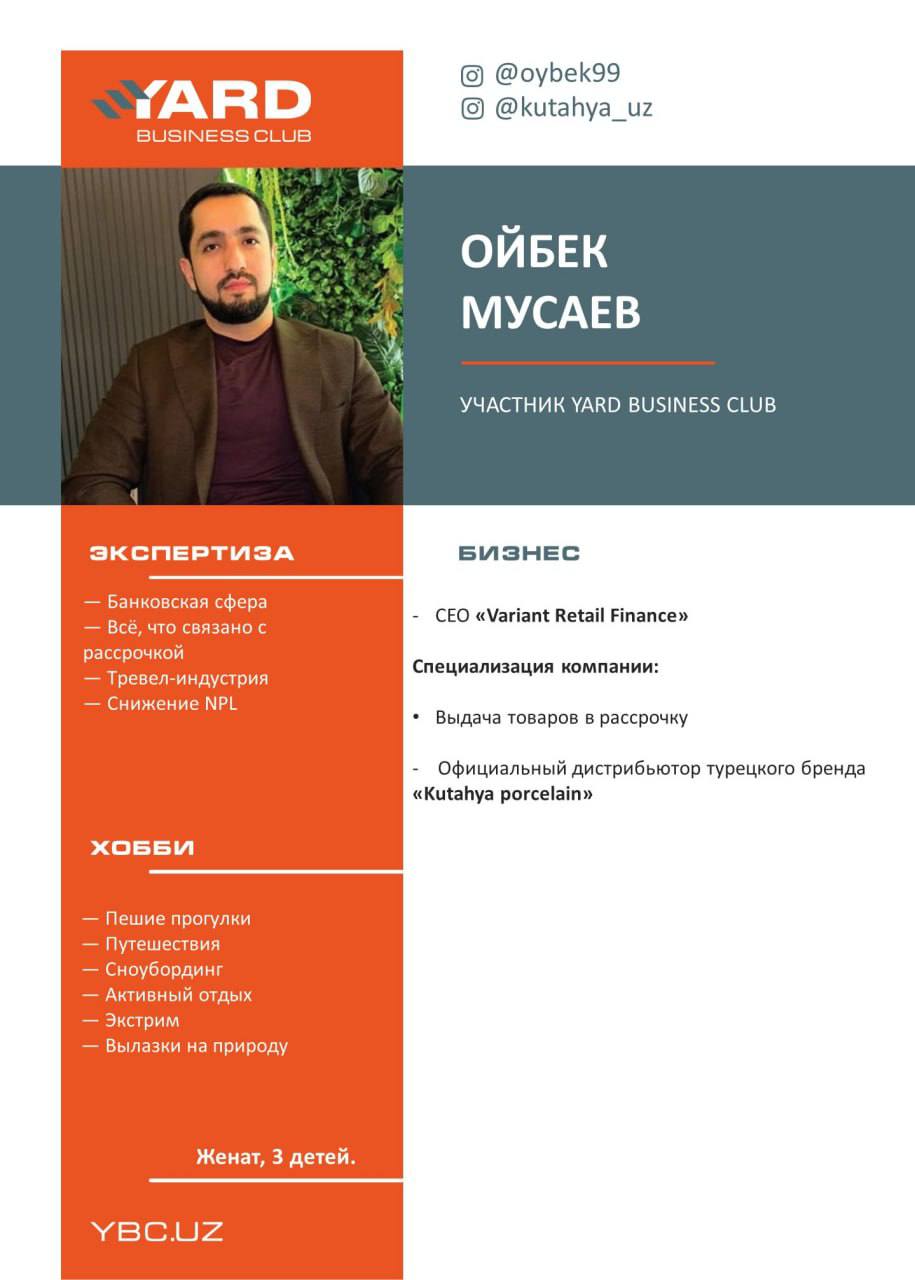 YARD
BUSINESS CLUB
@oybek99
@kutahya_uz
ОЙБЕК
МУСАЕВ
УЧАСТНИК YARD BUSINESS CLUB
ЭКСПЕРТИЗА
— Банковская сфера
— Всё, что связано с
рассрочкой
— Тревел-индустрия
— Снижение NPL
БИЗНЕС
- CEO «Variant Retail Finance»
Специализация компании:
• Выдача товаров в рассрочку
- Официальный дистрибьютор турецкого бренда
«Kutahya porcelain»
ХОББИ
— Пешие прогулки
— Путешествия
— Сноубординг
— Активный отдых
— Экстрим
— Вылазки на природу
Женат, 3 детей.
YBC.UZ